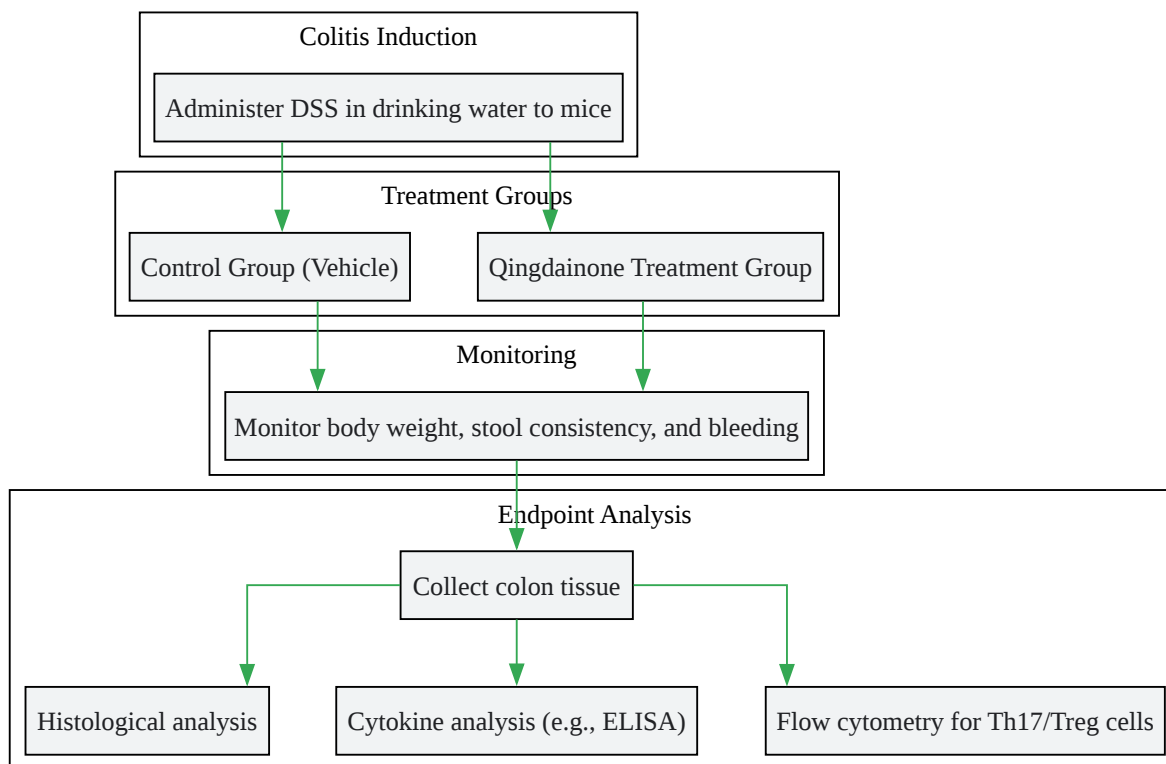 Colitis Induction
Administer DSS in drinking water to mice
Treatment Groups
Control Group (Vehicle)
Qingdainone Treatment Group
Monitoring
Monitor body weight, stool consistency, and bleeding
Endpoint Analysis
Collect colon tissue
Histological analysis
Cytokine analysis (e.g., ELISA)
Flow cytometry for Th17/Treg cells